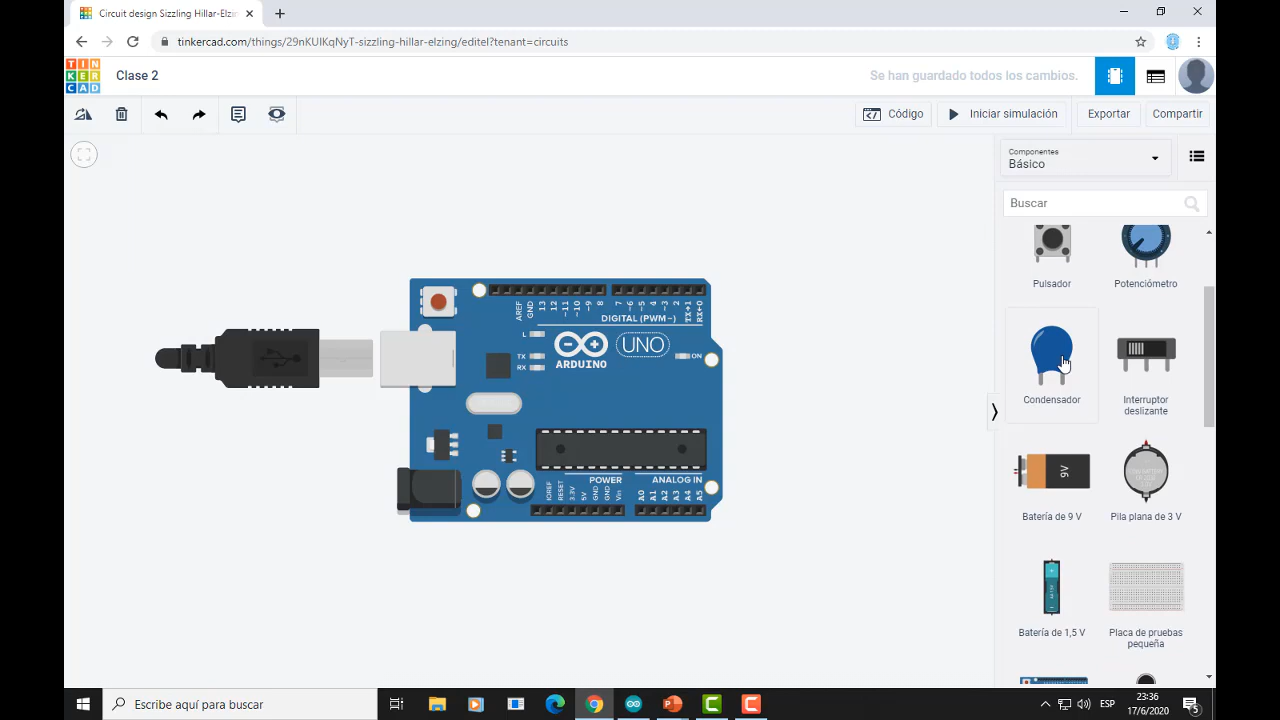 Circuit design Sizzling Hillar-Elzin
tinkercad.com/things/29nKUIKqNyT-sizzling-hillar-elzing/editel?tenant=circuits
TIN
KER
CAD
Clase 2
Se han guardado todos los cambios.
Código
Iniciar simulación
Exportar
Compartir
Componentes
Básico
Buscar
Pulsador
Potenciómetro
Condensador
Interruptor
deslizante
9V
Batería de 9 V
Pila plana de 3 V
Batería de 1,5 V
Placa de pruebas
pequeña
AREF
GND
13
12
~11
~10
~9
8
7
~6
~5
4
~3
2
TX→1
RX←0
DIGITAL (PWM~)
L
TX
RX
ARDUINO
UNO
ON
POWER
ANALOG IN
IOREF
RESET
3.3V
5V
GND
GND
Vin
A0
A1
A2
A3
A4
A5
Escribe aquí para buscar
ESP
23:36
17/6/2020
5